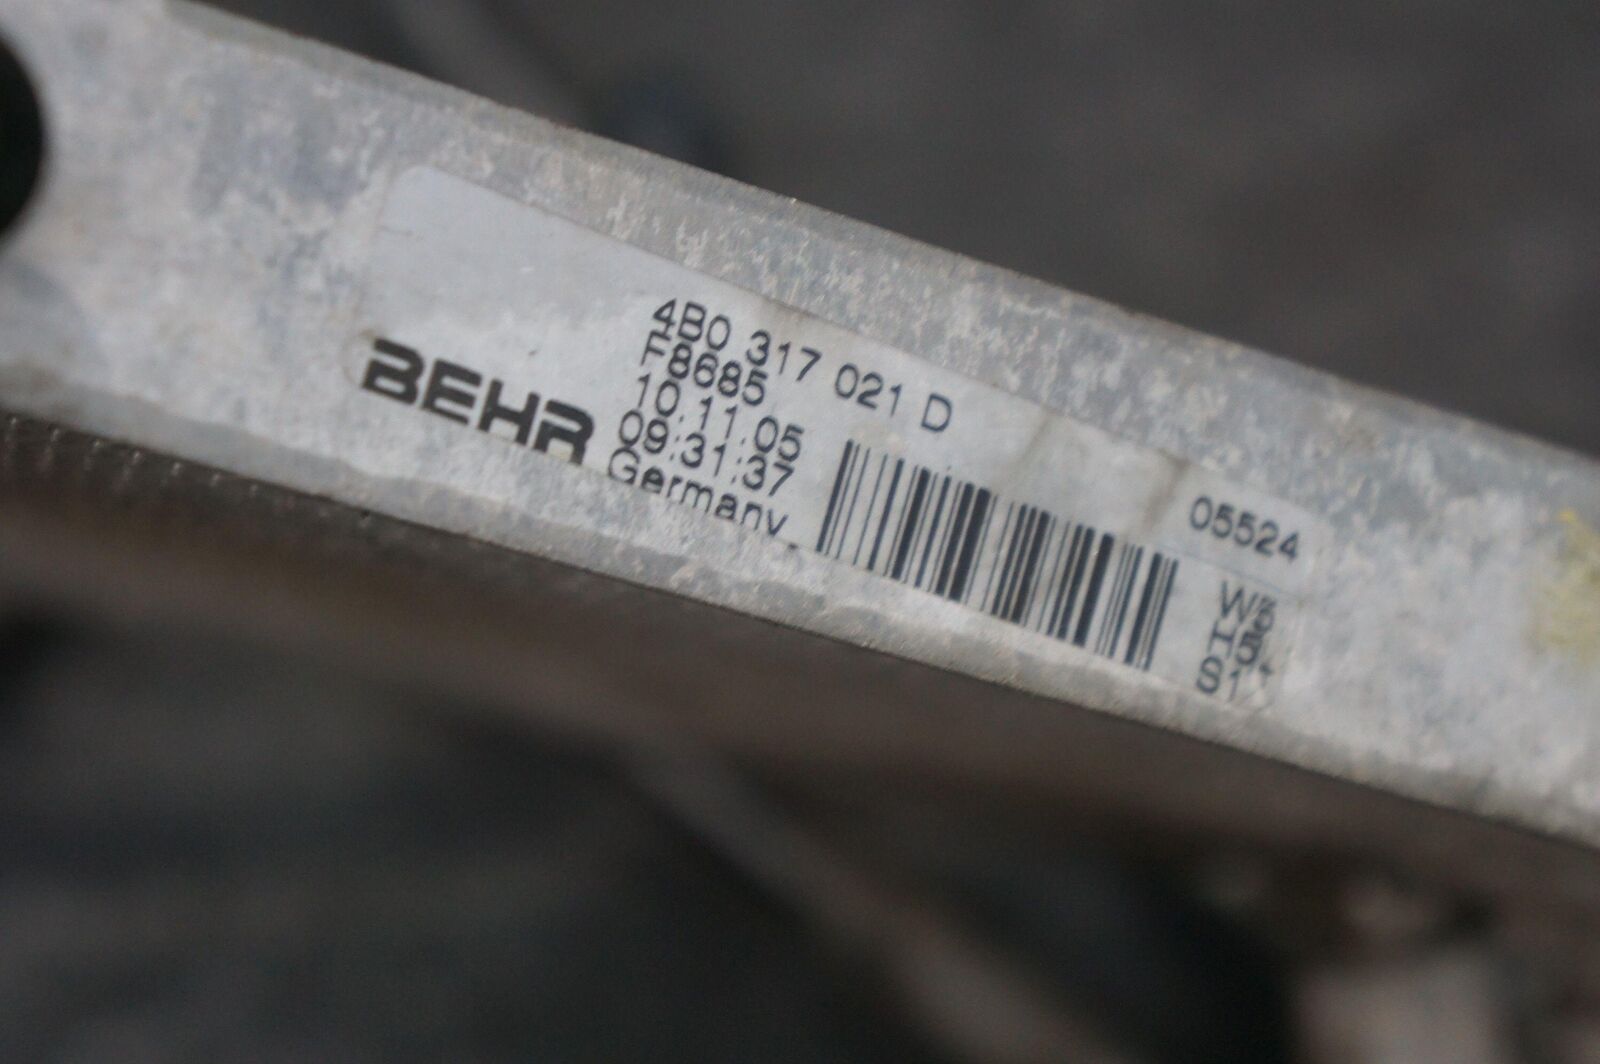 BEHR
4B0 317 021 D
F8685
10.11.05
09:31:37
Germany
05524